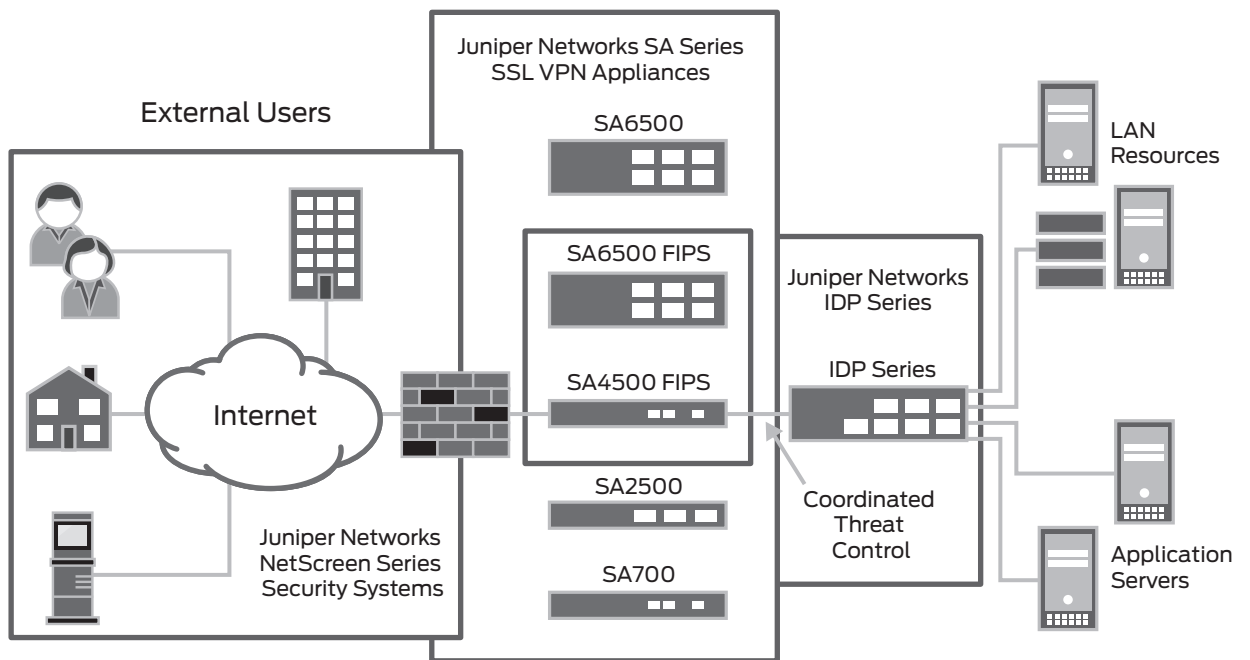 External Users
Internet
Juniper Networks
NetScreen Series
Security Systems
Juniper Networks SA Series
SSL VPN Appliances
SA6500
SA6500 FIPS
SA4500 FIPS
SA2500
SA700
Juniper Networks
IDP Series
IDP Series
Coordinated
Threat
Control
LAN
Resources
Application
Servers